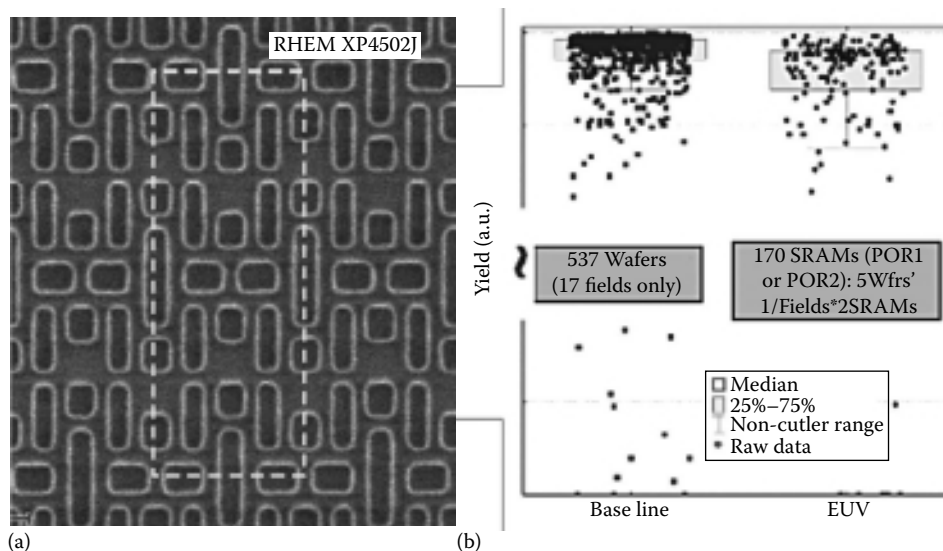 RHEM XP4502J
(a)
Yield (a.u.)
537 Wafers
(17 fields only)
170 SRAMs (POR1
or POR2): 5Wfrs'
1/Fields*2SRAMs
Median
25%–75%
Non-cutler range
Raw data
Base line
EUV
(b)